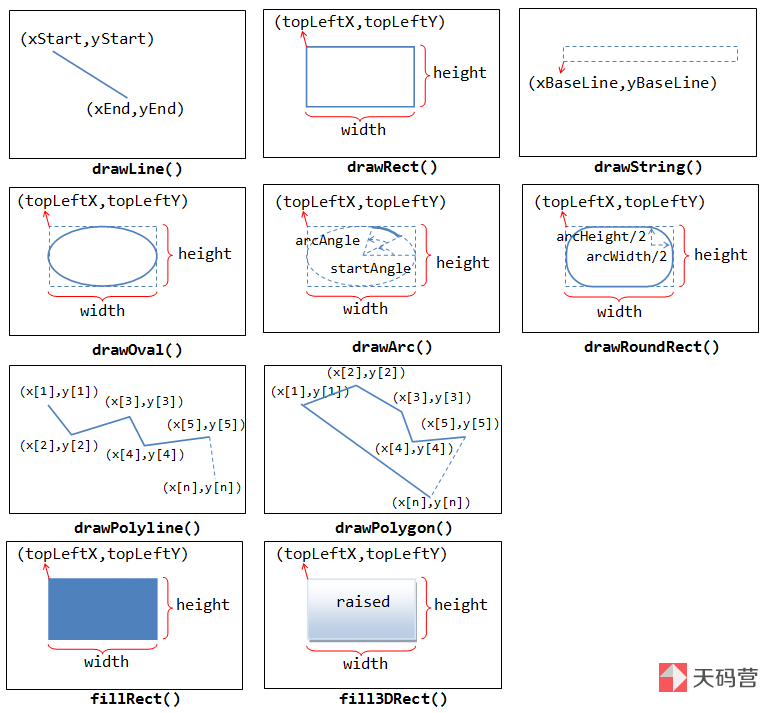 (xStart,yStart)
(xEnd,yEnd)
drawLine()
(topLeftX,topLeftY)
height
width
drawRect()
(xBaseLine,yBaseLine)
drawString()
(topLeftX,topLeftY)
height
width
drawOval()
(topLeftX,topLeftY)
arcAngle
startAngle
height
width
drawArc()
(topLeftX,topLeftY)
arcHeight/2
arcWidth/2
height
width
drawRoundRect()
(x[1],y[1])
(x[3],y[3])
(x[5],y[5])
(x[2],y[2])
(x[4],y[4])
(x[n],y[n])
drawPolyline()
(x[2],y[2])
(x[1],y[1])
(x[3],y[3])
(x[5],y[5])
(x[4],y[4])
(x[n],y[n])
drawPolygon()
(topLeftX,topLeftY)
height
width
fillRect()
(topLeftX,topLeftY)
raised
height
width
fill3DRect()
天码营